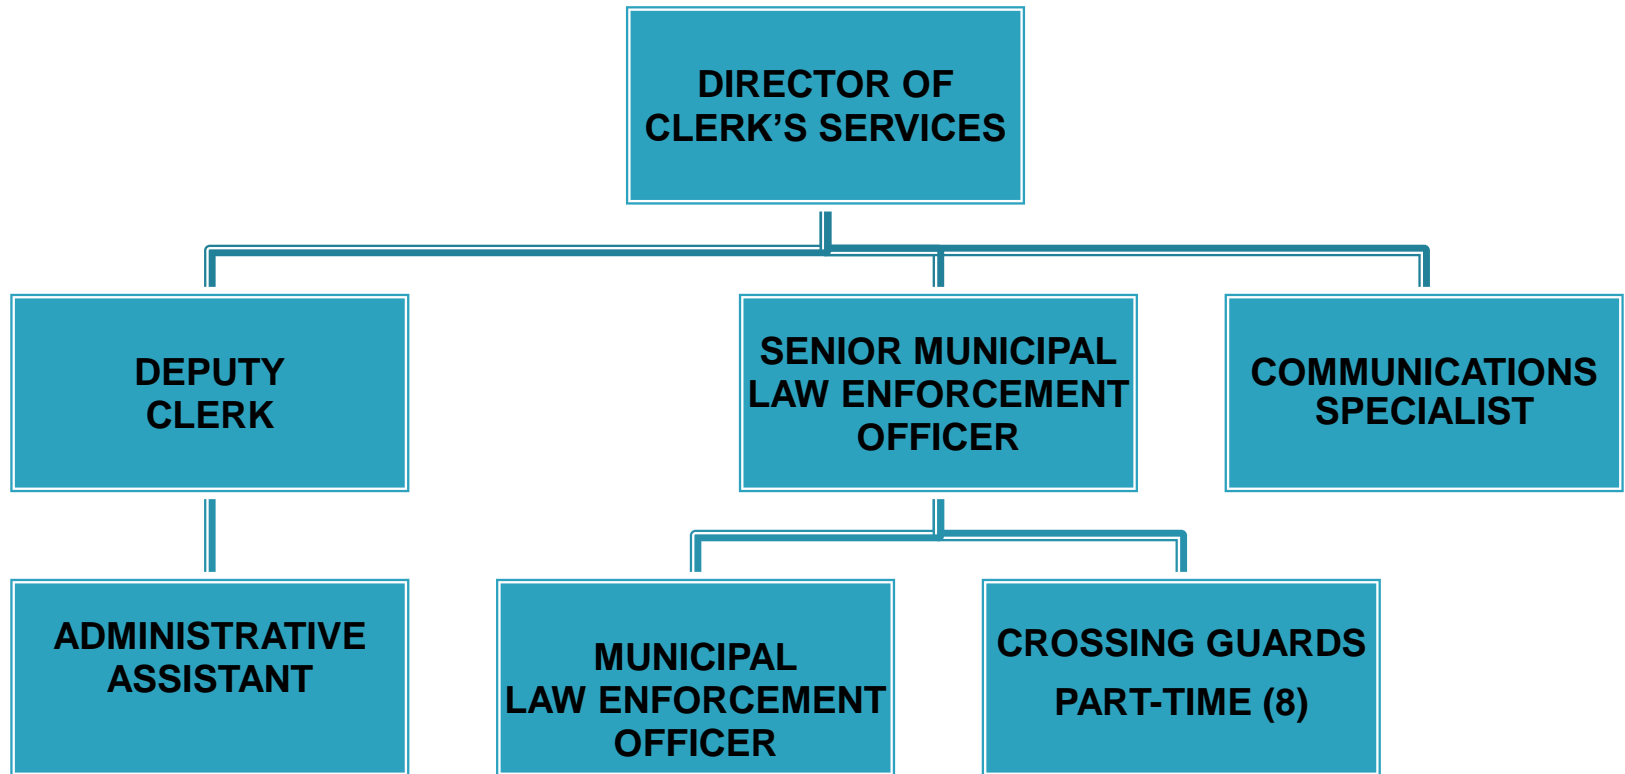 DIRECTOR OF
CLERK’S SERVICES
DEPUTY
CLERK
SENIOR MUNICIPAL
LAW ENFORCEMENT
OFFICER
COMMUNICATIONS
SPECIALIST
ADMINISTRATIVE
ASSISTANT
MUNICIPAL
LAW ENFORCEMENT
OFFICER
CROSSING GUARDS
PART-TIME (8)